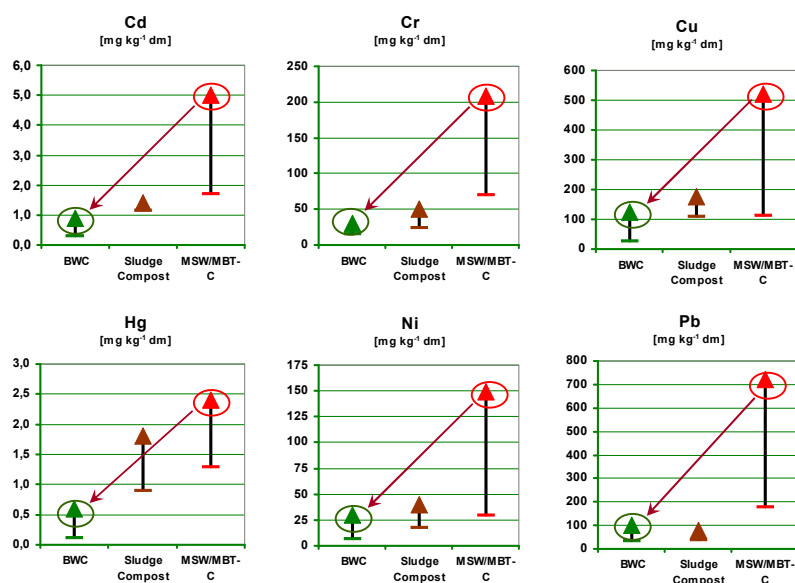 Cd
[mg kg⁻¹ dm]
6,0
5,0
4,0
3,0
2,0
1,0
0,0
BWC
Sludge
Compost
MSW/MBT-
C
Cr
[mg kg⁻¹ dm]
250
200
150
100
50
0
BWC
Sludge
Compost
MSW/MBT-
C
Cu
[mg kg⁻¹ dm]
600
500
400
300
200
100
0
BWC
Sludge
Compost
MSW/MBT-
C
Hg
[mg kg⁻¹ dm]
3,0
2,5
2,0
1,5
1,0
0,5
0,0
BWC
Sludge
Compost
MSW/MBT-
C
Ni
[mg kg⁻¹ dm]
175
150
125
100
75
50
25
0
BWC
Sludge
Compost
MSW/MBT-
C
Pb
[mg kg⁻¹ dm]
800
700
600
500
400
300
200
100
0
BWC
Sludge
Compost
MSW/MBT-
C